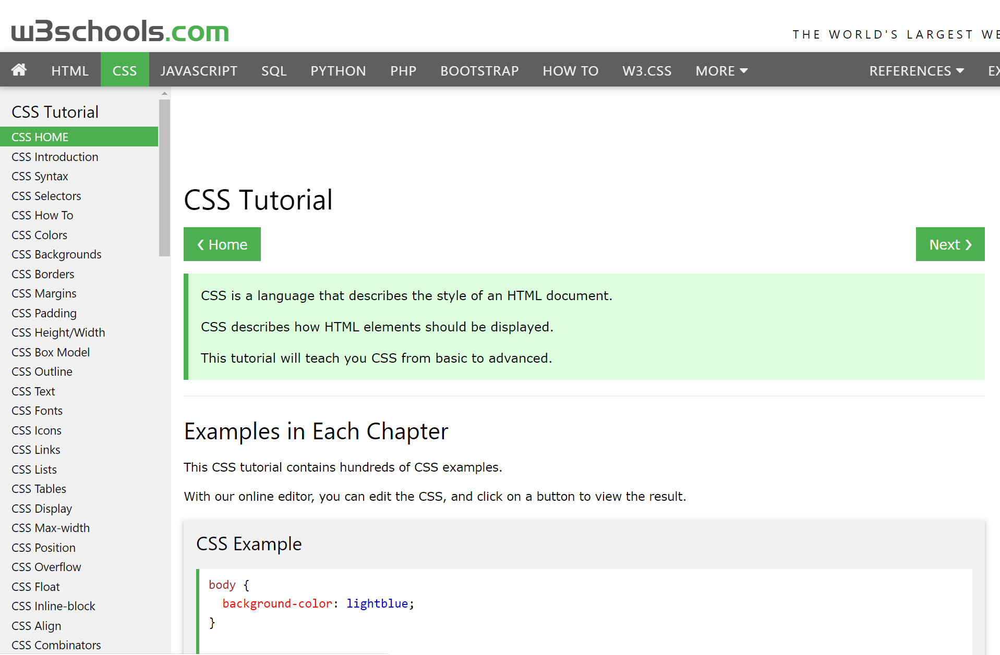 w3schools.com
THE WORLD'S LARGEST
HTML CSS JAVASCRIPT SQL PYTHON PHP BOOTSTRAP HOW TO W3.CSS MORE REFERENCES
CSS Tutorial
CSS HOME
CSS Introduction
CSS Syntax
CSS Selectors
CSS How To
CSS Colors
CSS Backgrounds
CSS Borders
CSS Margins
CSS Padding
CSS Height/Width
CSS Box Model
CSS Outline
CSS Text
CSS Fonts
CSS Icons
CSS Links
CSS Lists
CSS Tables
CSS Display
CSS Max-width
CSS Position
CSS Overflow
CSS Float
CSS Inline-block
CSS Align
CSS Combinators
CSS Tutorial
❮ Home
Next ❯
CSS is a language that describes the style of an HTML document.
CSS describes how HTML elements should be displayed.
This tutorial will teach you CSS from basic to advanced.
Examples in Each Chapter
This CSS tutorial contains hundreds of CSS examples.
With our online editor, you can edit the CSS, and click on a button to view the result.
CSS Example
body {
  background-color: lightblue;
}